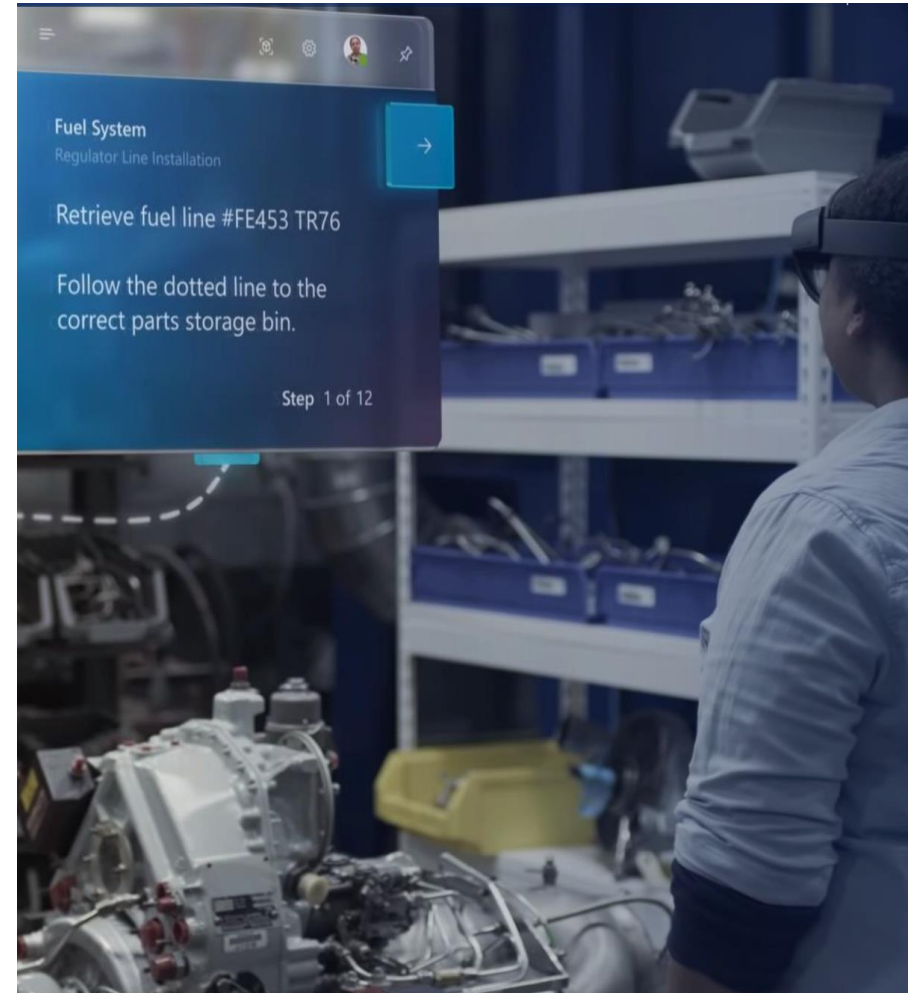 Fuel System
Regulator Line Installation
Retrieve fuel line #FE453 TR76
Follow the dotted line to the
correct parts storage bin.
Step 1 of 12